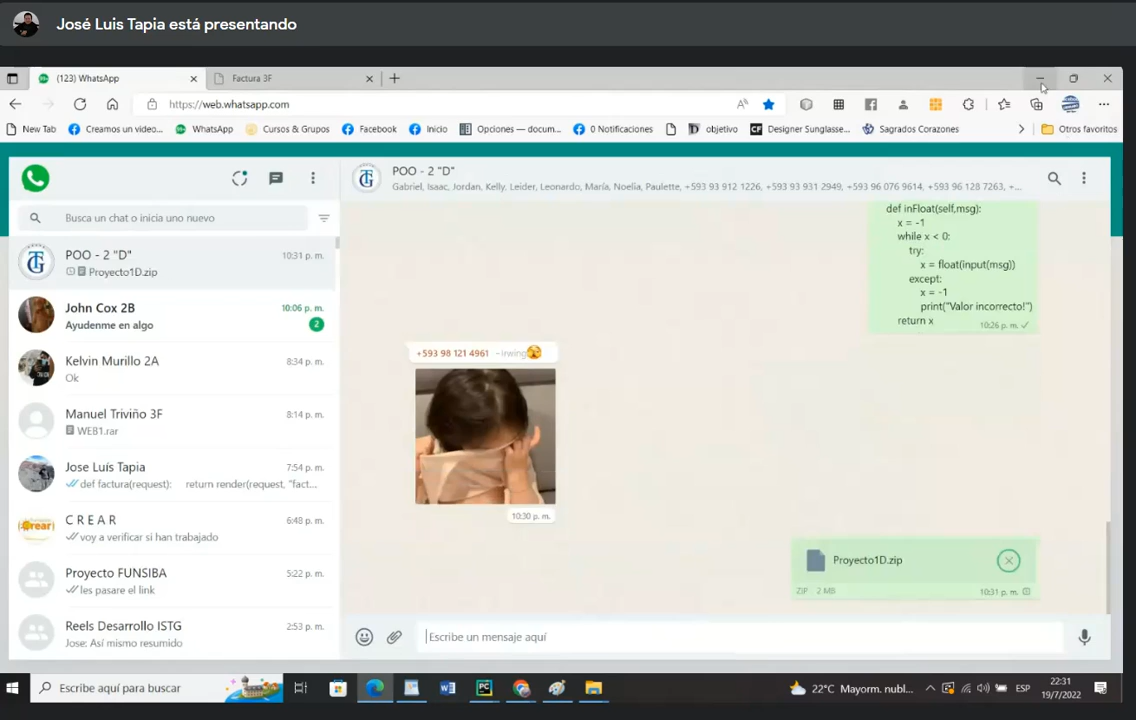 José Luis Tapia está presentando
(123) WhatsApp
Factura 3F
https://web.whatsapp.com
New Tab
Creamos un video...
WhatsApp
Cursos & Grupos
Facebook
Inicio
Opciones — docum...
0 Notificaciones
objetivo
Designer Sunglasse...
Sagrados Corazones
Otros favoritos
Busca un chat o inicia uno nuevo
POO - 2 "D"
10:31 p. m.
Proyecto1D.zip
John Cox 2B
10:06 p. m.
Ayudenme en algo
2
Kelvin Murillo 2A
8:34 p. m.
Ok
Manuel Triviño 3F
8:14 p. m.
WEB1.rar
Jose Luís Tapia
7:54 p. m.
def factura(request): return render(request, "fact...
C R E A R
6:48 p. m.
voy a verificar si han trabajado
Proyecto FUNSIBA
5:22 p. m.
les pasare el link
Reels Desarrollo ISTG
2:53 p. m.
Jose: Así mismo resumido
POO - 2 "D"
Gabriel, Isaac, Jordan, Kelly, Leider, Leonardo, María, Noelia, Paulette, +593 93 912 1226, +593 93 931 2949, +593 96 076 9614, +593 96 128 7263, +...
def inFloat(self,msg):
x = -1
while x < 0:
try:
x = float(input(msg))
except:
x = -1
print("Valor incorrecto!")
return x
10:26 p. m.
+593 98 121 4961 ~irwing
10:30 p. m.
Proyecto1D.zip
ZIP 2 MB
10:31 p. m.
Escribe un mensaje aquí
Escribe aquí para buscar
22°C Mayorm. nubl...
ESP
22:31
19/7/2022